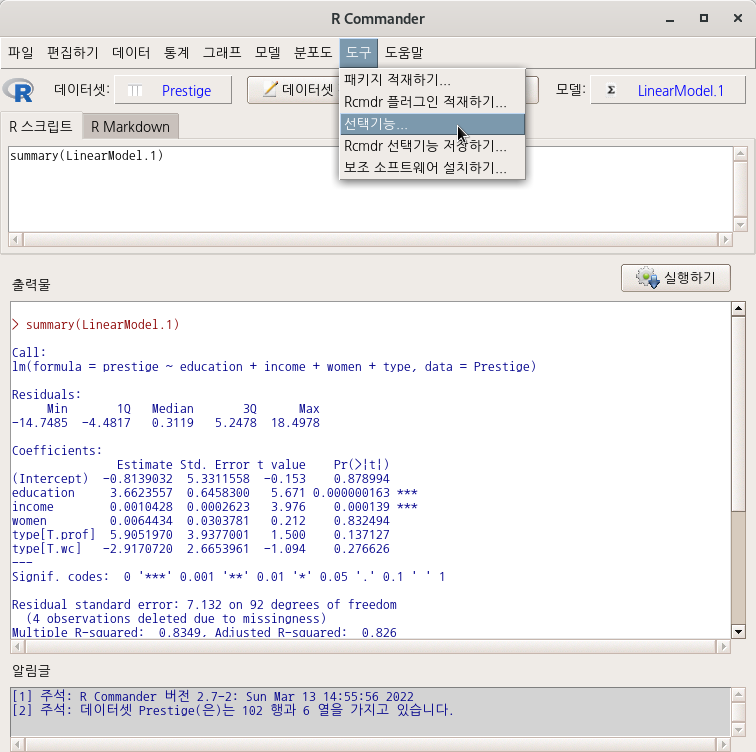 R Commander
파일 편집하기 데이터 통계 그래프 모델 분포도 도구 도움말
데이터셋: Prestige 데이터셋 모델: Σ LinearModel.1
패키지 적재하기...
Rcmdr 플러그인 적재하기...
선택기능...
Rcmdr 선택기능 저장하기...
보조 소프트웨어 설치하기...
R 스크립트 R Markdown
summary(LinearModel.1)
출력물 실행하기
> summary(LinearModel.1)
Call:
lm(formula = prestige ~ education + income + women + type, data = Prestige)
Residuals:
Min 1Q Median 3Q Max
-14.7485 -4.4817 0.3119 5.2478 18.4978
Coefficients:
Estimate Std. Error t value Pr(>|t|)
(Intercept) -0.8139032 5.3311558 -0.153 0.878994
education 3.6623557 0.6458300 5.671 0.000000163 ***
income 0.0010428 0.0002623 3.976 0.000139 ***
women 0.0064434 0.0303781 0.212 0.832494
type[T.prof] 5.9051970 3.9377001 1.500 0.137127
type[T.wc] -2.9170720 2.6653961 -1.094 0.276626
---
Signif. codes: 0 '***' 0.001 '**' 0.01 '*' 0.05 '.' 0.1 ' ' 1
Residual standard error: 7.132 on 92 degrees of freedom
(4 observations deleted due to missingness)
Multiple R-squared: 0.8349, Adjusted R-squared: 0.826
알림글
[1] 주석: R Commander 버전 2.7-2: Sun Mar 13 14:55:56 2022
[2] 주석: 데이터셋 Prestige(은)는 102 행과 6 열을 가지고 있습니다.